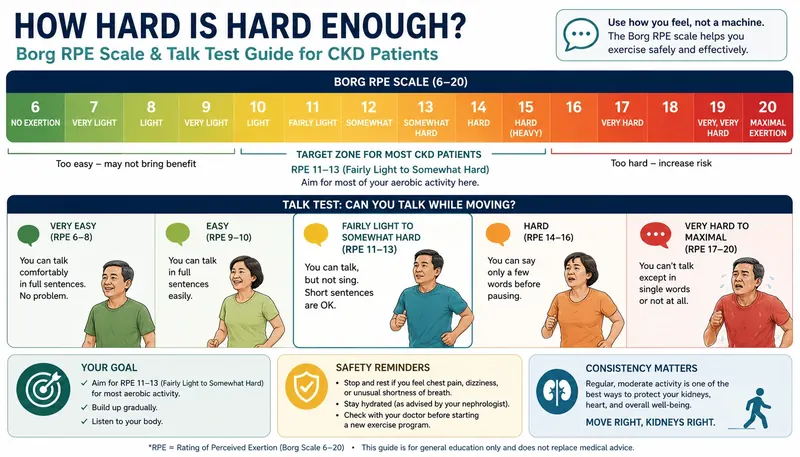 HOW HARD IS HARD ENOUGH?
Borg RPE Scale & Talk Test Guide for CKD Patients
Use how you feel, not a machine.
The Borg RPE scale helps you
exercise safely and effectively.
BORG RPE SCALE (6–20)
6
NO EXERTION
7
VERY LIGHT
8
LIGHT
9
VERY LIGHT
10
LIGHT
11
FAIRLY LIGHT
12
SOMEWHAT
13
SOMEWHAT
HARD
14
HARD
15
HARD
(HEAVY)
16
17
VERY HARD
18
19
VERY, VERY
HARD
20
MAXIMAL
EXERTION
Too easy – may not bring benefit
TARGET ZONE FOR MOST CKD PATIENTS
RPE 11–13 (Fairly Light to Somewhat Hard)
Aim for most of your aerobic activity here.
Too hard – increase risk
TALK TEST: CAN YOU TALK WHILE MOVING?
VERY EASY
(RPE 6–8)
You can talk
comfortably
in full sentences.
No problem.
EASY
(RPE 9–10)
You can talk
in full
sentences
easily.
FAIRLY LIGHT TO
SOMEWHAT HARD
(RPE 11–13)
You can talk,
but not sing.
Short sentences
are OK.
HARD
(RPE 14–16)
You can say
only a few
words before
pausing.
VERY HARD TO
MAXIMAL
(RPE 17–20)
You can't talk
except in
single words
or not at all.
YOUR GOAL
✓ Aim for RPE 11–13 (Fairly Light to Somewhat Hard)
for most aerobic activity.
✓ Build up gradually.
✓ Listen to your body.
SAFETY REMINDERS
• Stop and rest if you feel chest pain, dizziness,
or unusual shortness of breath.
• Stay hydrated (as advised by your nephrologist).
• Check with your doctor before starting
a new exercise program.
CONSISTENCY MATTERS
Regular, moderate activity is one of the
best ways to protect your kidneys,
heart, and overall well-being.
MOVE RIGHT, KIDNEYS RIGHT.
*RPE = Rating of Perceived Exertion (Borg Scale 6–20) • This guide is for general education only and does not replace medical advice.